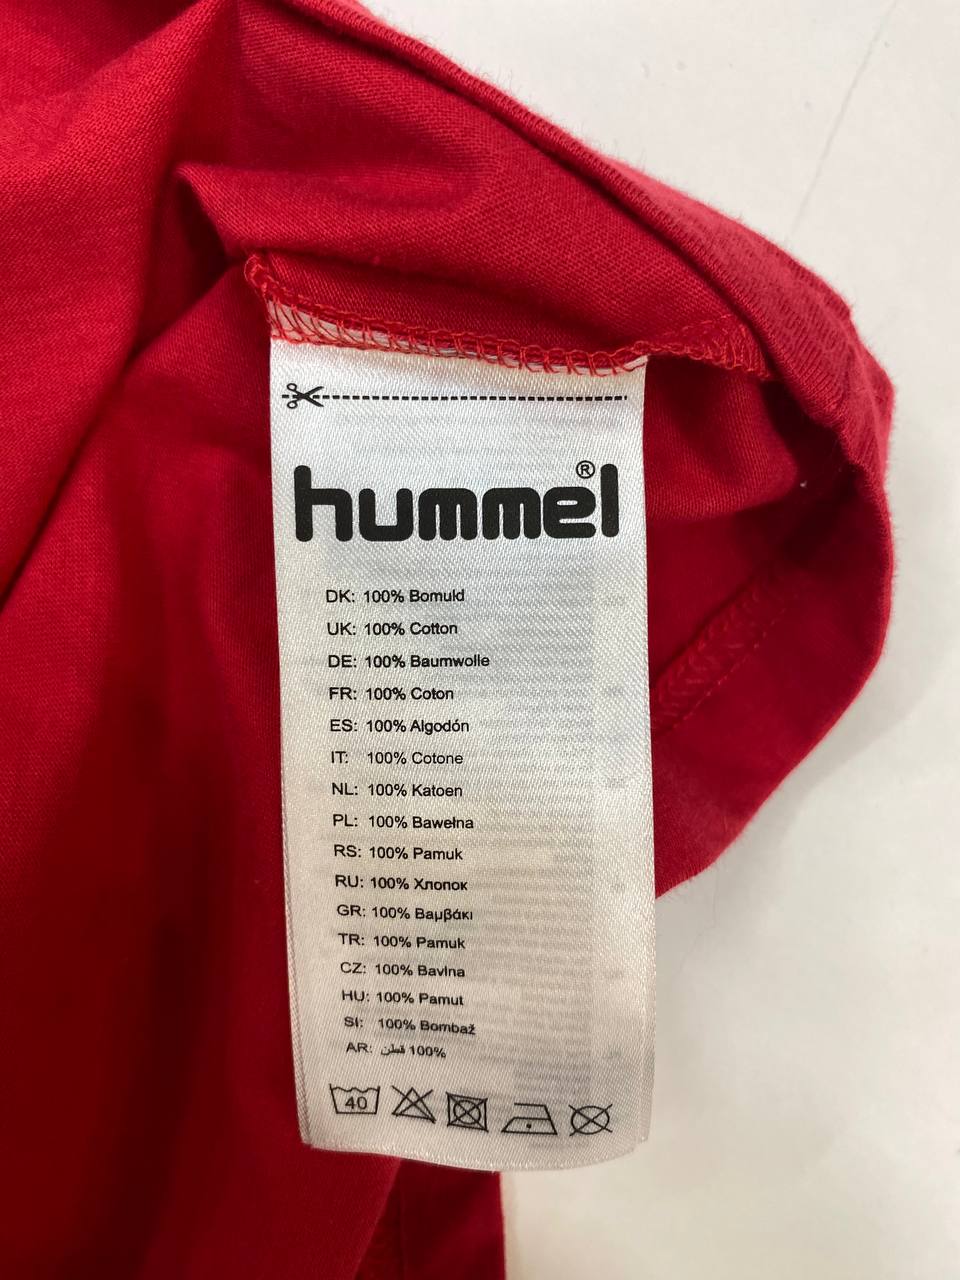 hummel®
DK: 100% Bomuld
UK: 100% Cotton
DE: 100% Baumwolle
FR: 100% Coton
ES: 100% Algodón
IT: 100% Cotone
NL: 100% Katoen
PL: 100% Bawełna
RS: 100% Pamuk
RU: 100% Хлопок
GR: 100% Βαμβάκι
TR: 100% Pamuk
CZ: 100% Bavlna
HU: 100% Pamut
SI: 100% Bombaž
AR: قطن 100%
40